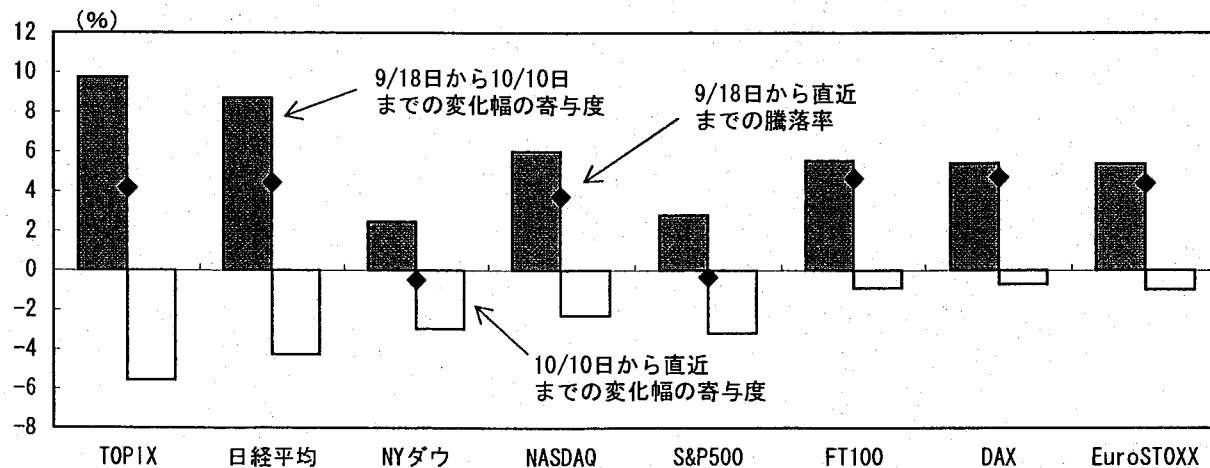 (%)
12
10
8
6
4
2
0
-2
-4
-6
-8
9/18日から10/10日
までの変化幅の寄与度
9/18日から直近
までの騰落率
10/10日から直近
までの変化幅の寄与度
TOPIX 日経平均 NYダウ NASDAQ S&P500 FT100 DAX EuroSTOXX